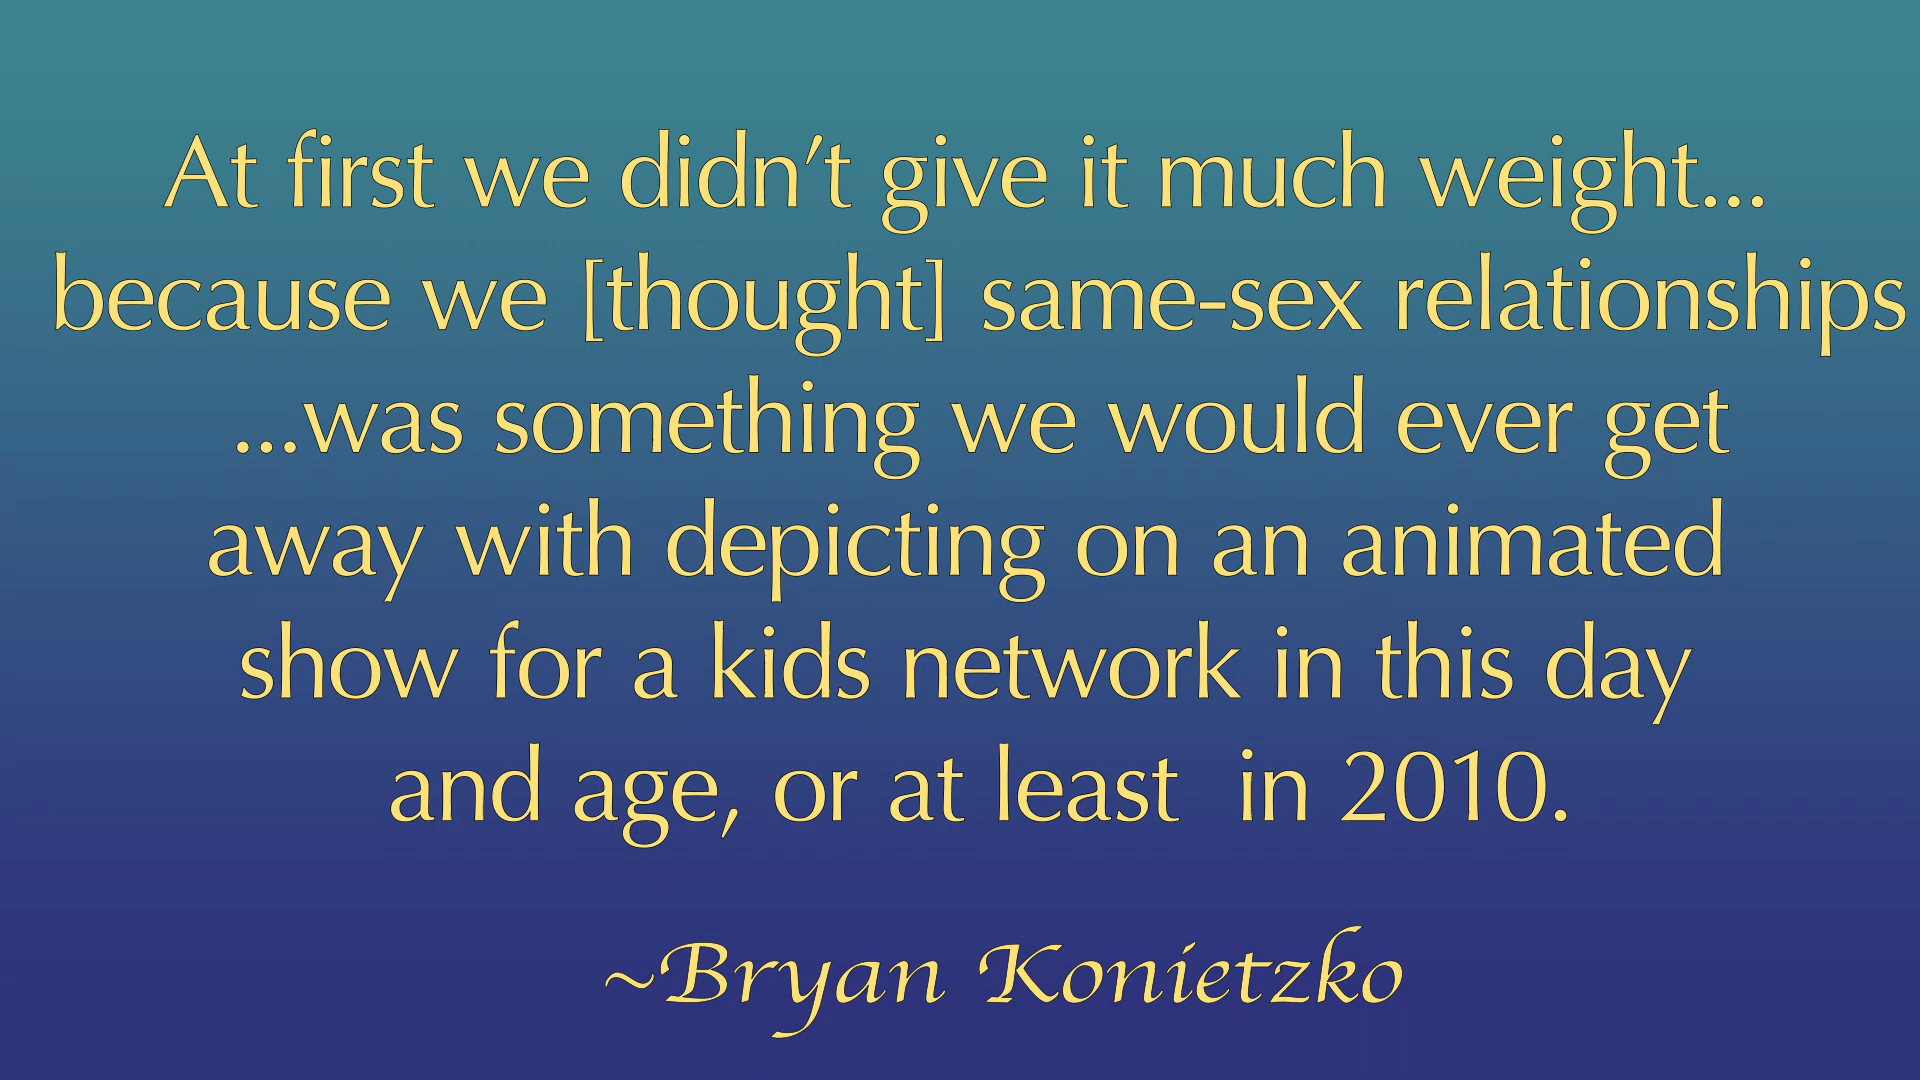 At first we didn’t give it much weight...
because we [thought] same-sex relationships
...was something we would ever get
away with depicting on an animated
show for a kids network in this day
and age, or at least  in 2010.
~Bryan Konietzko